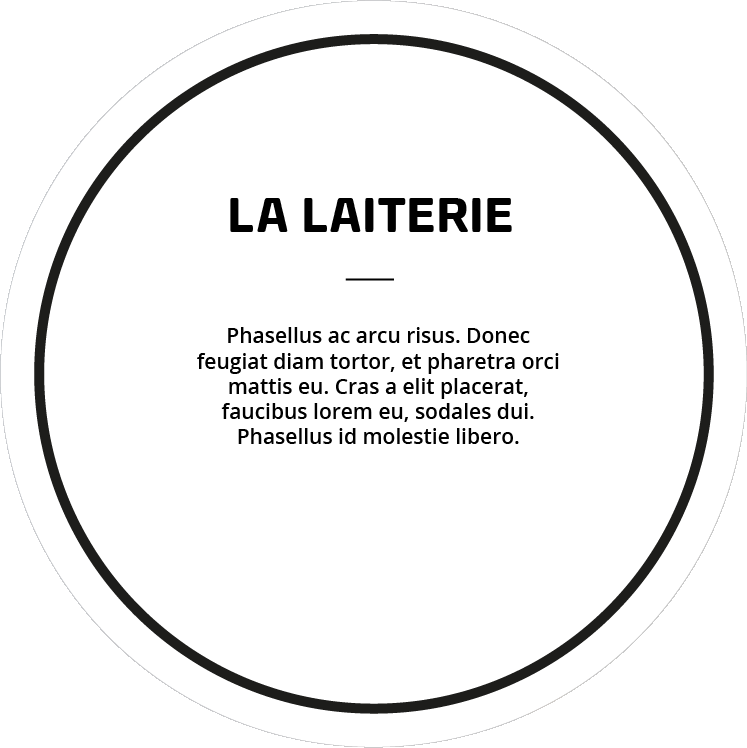 LA LAITERIE
Phasellus ac arcu risus. Donec
feugiat diam tortor, et pharetra orci
mattis eu. Cras a elit placerat,
faucibus lorem eu, sodales dui.
Phasellus id molestie libero.